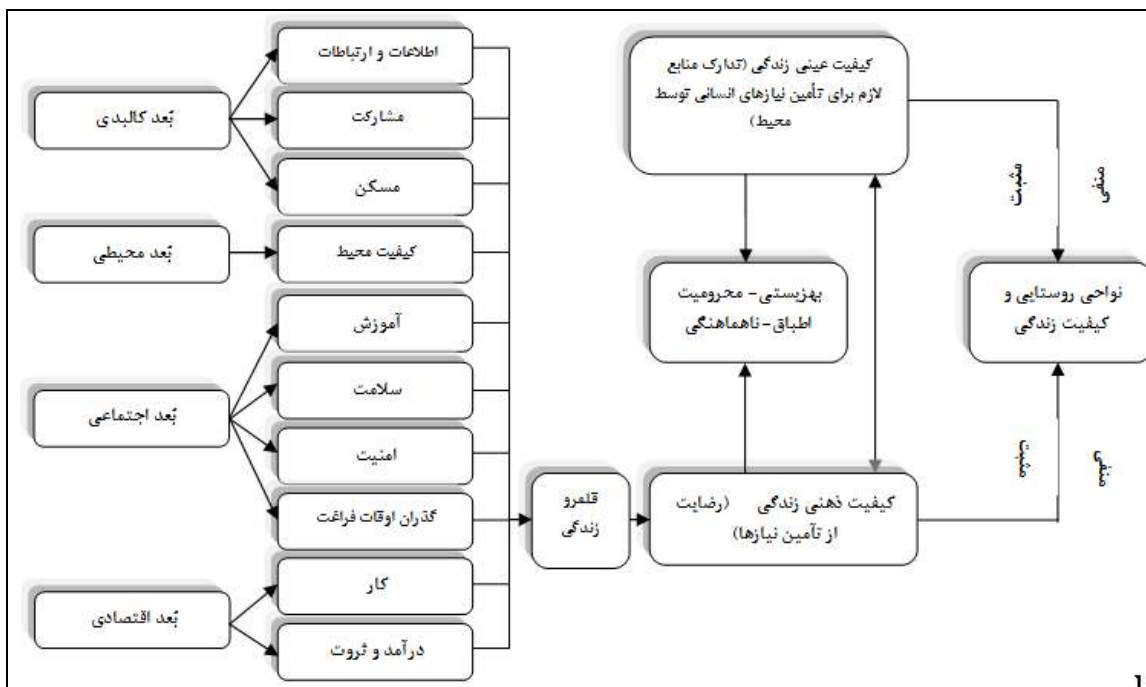 بُعد کالبدی
اطلاعات و ارتباطات
مشارکت
مسکن
بُعد محیطی
کیفیت محیط
بُعد اجتماعی
آموزش
سلامت
امنیت
گذران اوقات فراغت
بُعد اقتصادی
کار
درآمد و ثروت
قلمرو
زندگی
کیفیت عینی زندگی (تدارک منابع
لازم برای تأمین نیازهای انسانی توسط
محیط)
بهزیستی- محرومیت
اطباق-ناهماهنگی
کیفیت ذهنی زندگی (رضایت
از تأمین نیازها)
مثبت
منفی
نواحی روستایی و
کیفیت زندگی
مثبت
منفی